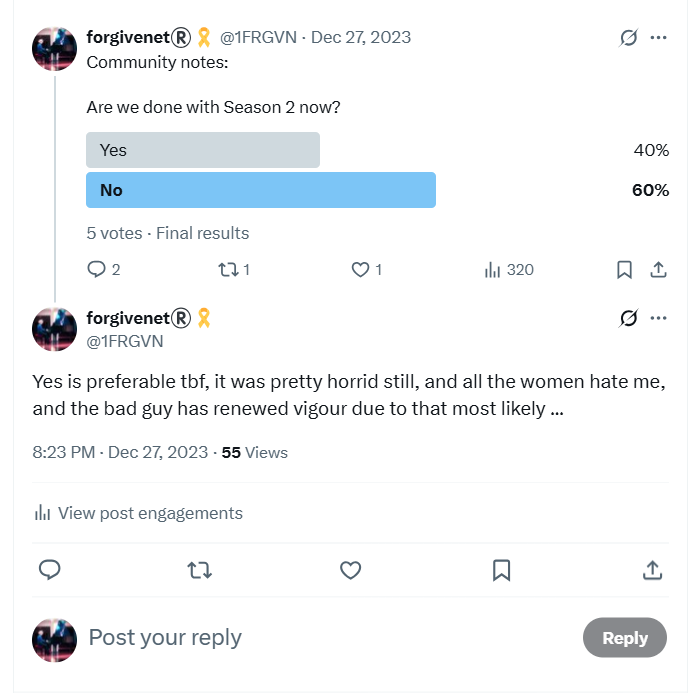 forgivenet®🎗️ @1FRGVN · Dec 27, 2023
Community notes:
Are we done with Season 2 now?
Yes 40%
No 60%
5 votes · Final results
2 1 1 320
forgivenet®🎗️
@1FRGVN
Yes is preferable tbf, it was pretty horrid still, and all the women hate me,
and the bad guy has renewed vigour due to that most likely ...
8:23 PM · Dec 27, 2023 · 55 Views
View post engagements
Post your reply Reply